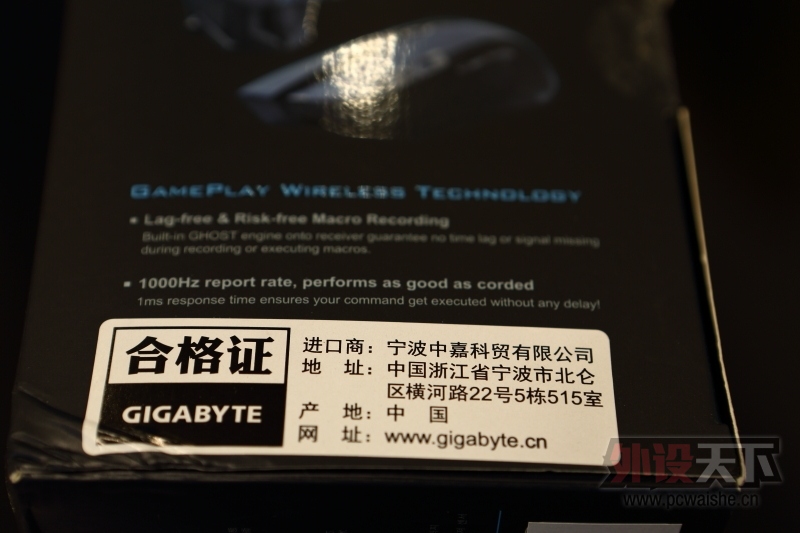 GAMEPLAY WIRELESS TECHNOLOGY
• Lag-free & Risk-free Macro Recording
Built-in GHOST engine onto receiver guarantee no time lag or signal missing
during recording or executing macros.
• 1000Hz report rate, performs as good as corded
1ms response time ensures your command get executed without any delay!
合格证
GIGABYTE
进口商：宁波中嘉科贸有限公司
地 址：中国浙江省宁波市北仑
区横河路22号5栋515室
产 地：中 国
网 址：www.gigabyte.cn
外设天下
www.pcwaishe.cn